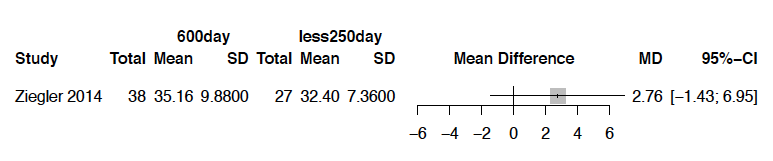 600day less250day
Study Total Mean SD Total Mean SD Mean Difference MD 95%−CI
Ziegler 2014 38 35.16 9.8800 27 32.40 7.3600 2.76 [−1.43; 6.95]
−6 −4 −2 0 2 4 6